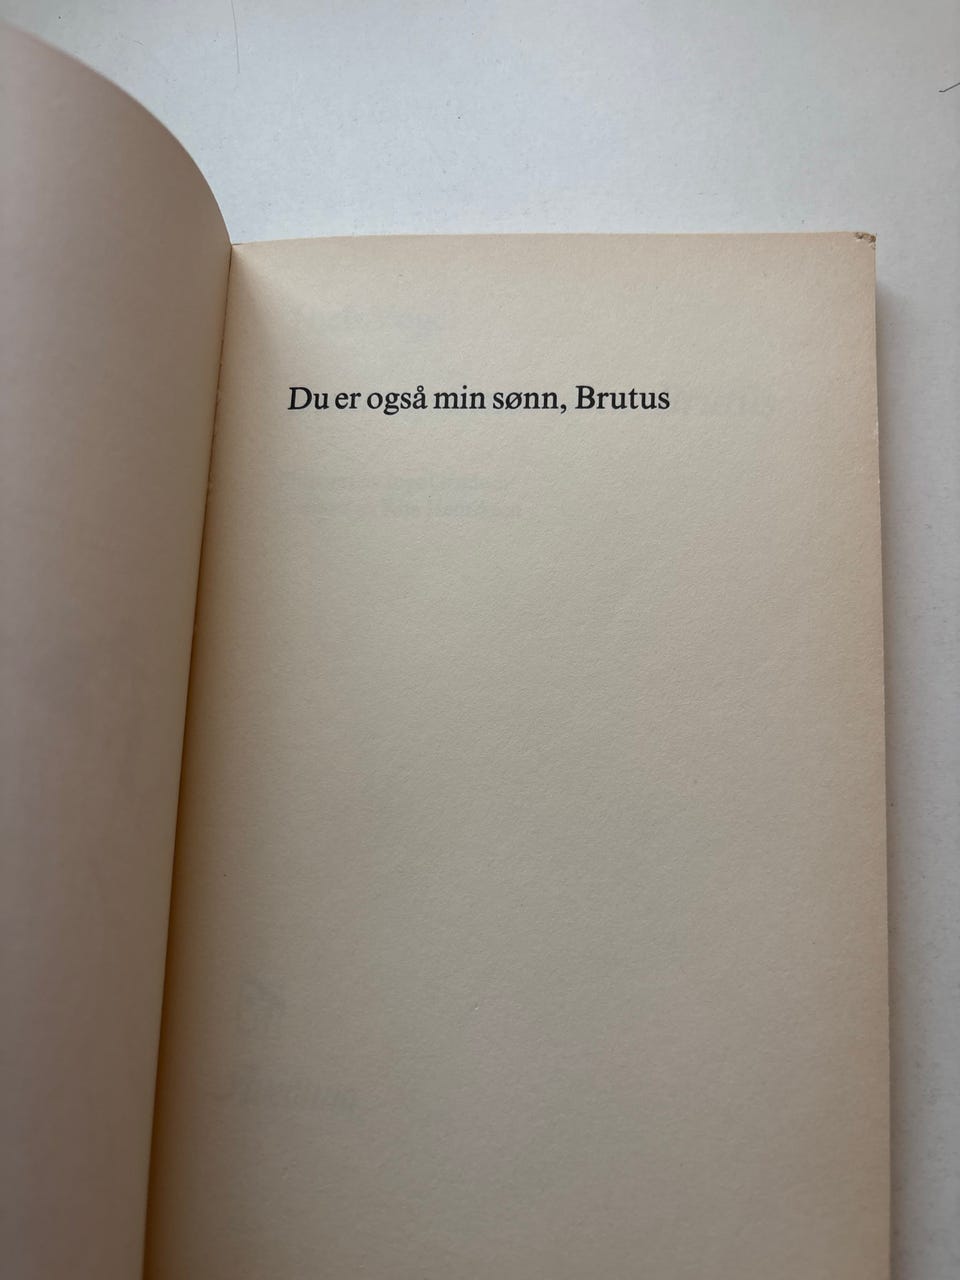 Du er også min sønn, Brutus